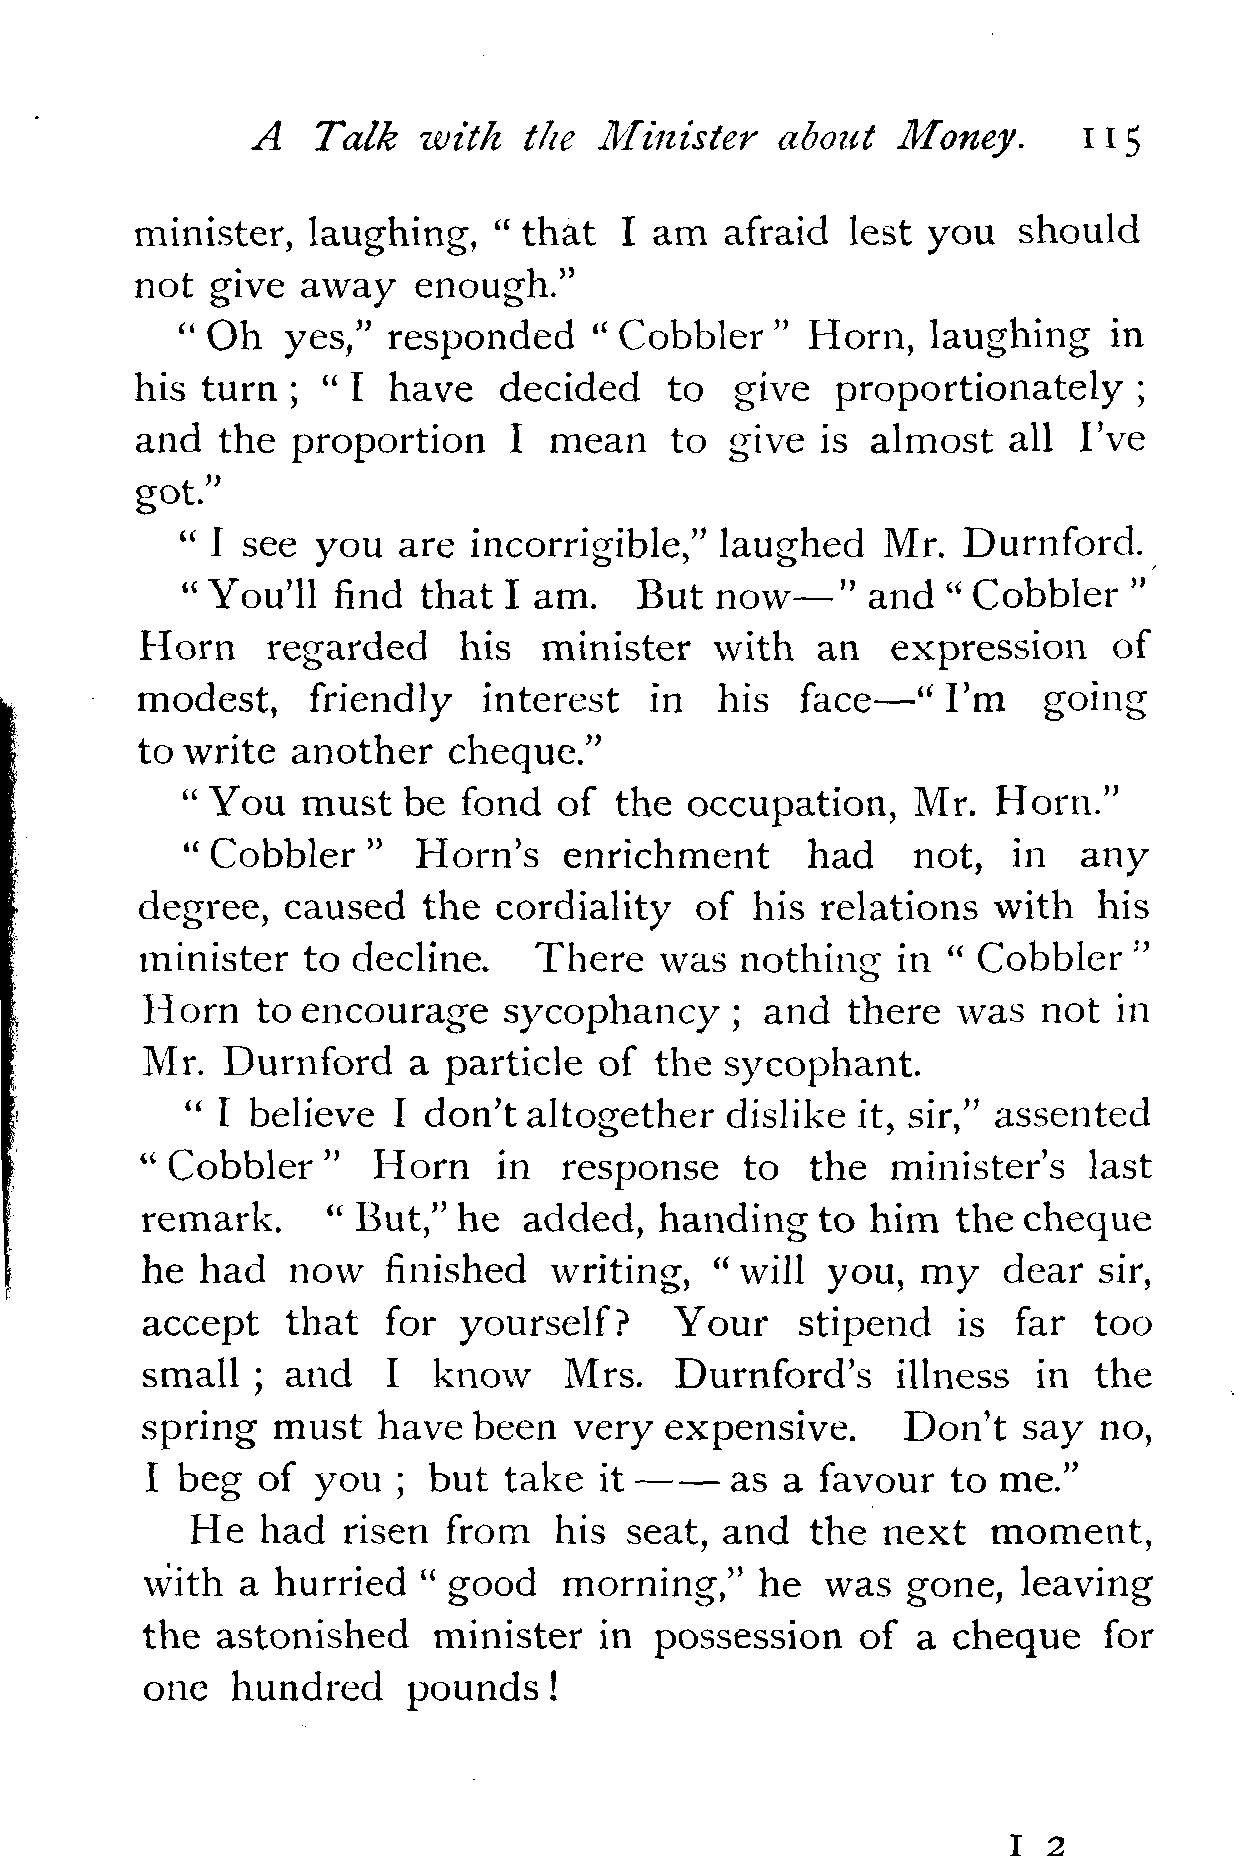 A Talk with the Minister about Money. 115
minister, laughing, “ that I am afraid lest you should
not give away enough.”
“ Oh yes,” responded “ Cobbler ” Horn, laughing in
his turn ; “ I have decided to give proportionately ;
and the proportion I mean to give is almost all I’ve
got.”
“ I see you are incorrigible,” laughed Mr. Durnford.
“ You’ll find that I am. But now—” and “ Cobbler ”
Horn regarded his minister with an expression of
modest, friendly interest in his face—“ I’m going
to write another cheque.”
“ You must be fond of the occupation, Mr. Horn.”
“ Cobbler ” Horn’s enrichment had not, in any
degree, caused the cordiality of his relations with his
minister to decline. There was nothing in “ Cobbler ”
Horn to encourage sycophancy ; and there was not in
Mr. Durnford a particle of the sycophant.
“ I believe I don’t altogether dislike it, sir,” assented
“ Cobbler ” Horn in response to the minister’s last
remark. “ But,” he added, handing to him the cheque
he had now finished writing, “ will you, my dear sir,
accept that for yourself? Your stipend is far too
small ; and I know Mrs. Durnford’s illness in the
spring must have been very expensive. Don’t say no,
I beg of you ; but take it —— as a favour to me.”
He had risen from his seat, and the next moment,
with a hurried “ good morning,” he was gone, leaving
the astonished minister in possession of a cheque for
one hundred pounds !
I 2